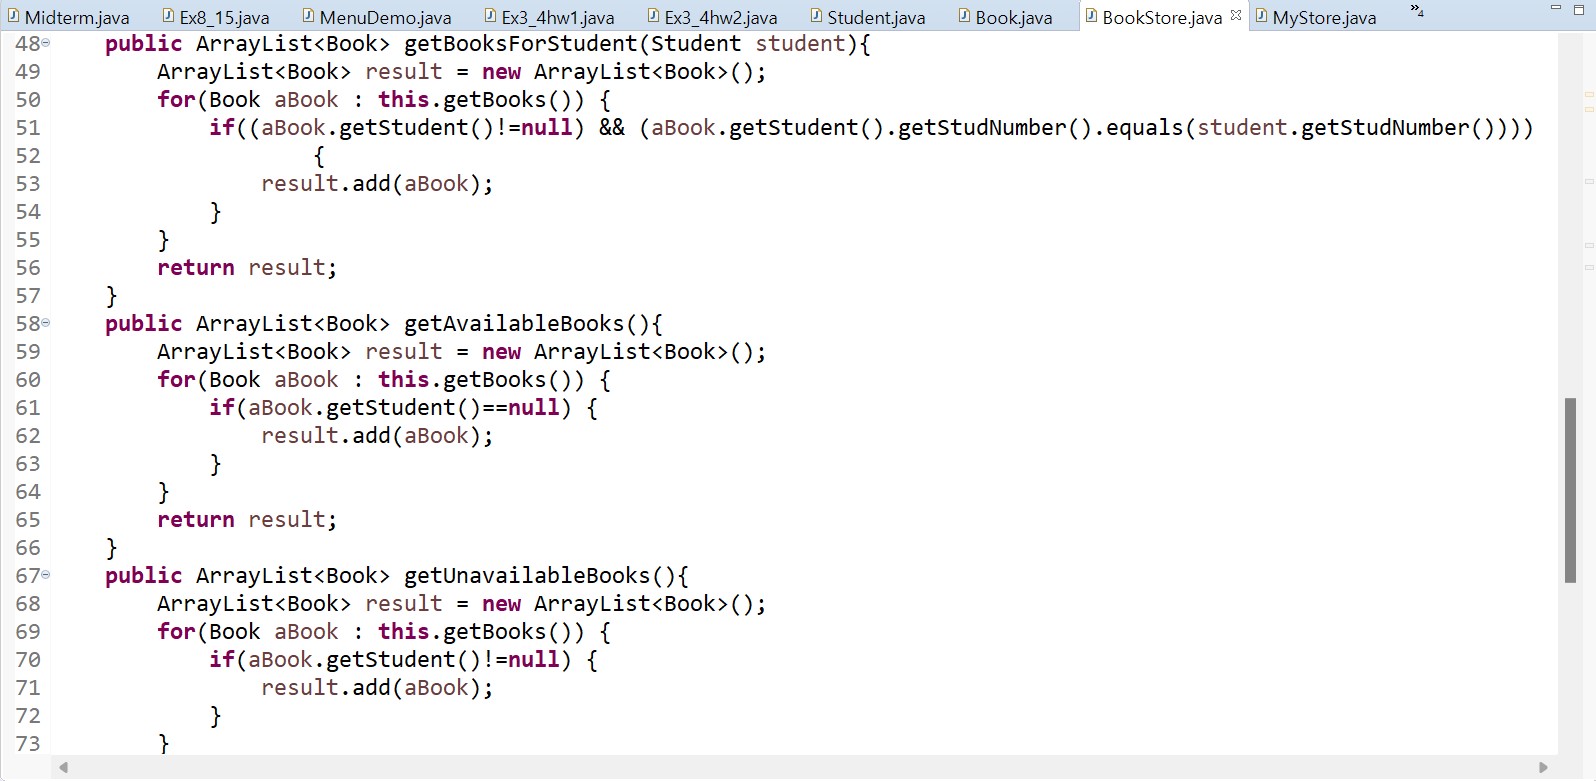 Midterm.java Ex8_15.java MenuDemo.java Ex3_4hw1.java Ex3_4hw2.java Student.java Book.java BookStore.java MyStore.java »4
48 public ArrayList<Book> getBooksForStudent(Student student){
49 ArrayList<Book> result = new ArrayList<Book>();
50 for(Book aBook : this.getBooks()) {
51 if((aBook.getStudent()!=null) && (aBook.getStudent().getStudNumber().equals(student.getStudNumber())))
52 {
53 result.add(aBook);
54 }
55 }
56 return result;
57 }
58 public ArrayList<Book> getAvailableBooks(){
59 ArrayList<Book> result = new ArrayList<Book>();
60 for(Book aBook : this.getBooks()) {
61 if(aBook.getStudent()==null) {
62 result.add(aBook);
63 }
64 }
65 return result;
66 }
67 public ArrayList<Book> getUnavailableBooks(){
68 ArrayList<Book> result = new ArrayList<Book>();
69 for(Book aBook : this.getBooks()) {
70 if(aBook.getStudent()!=null) {
71 result.add(aBook);
72 }
73 }